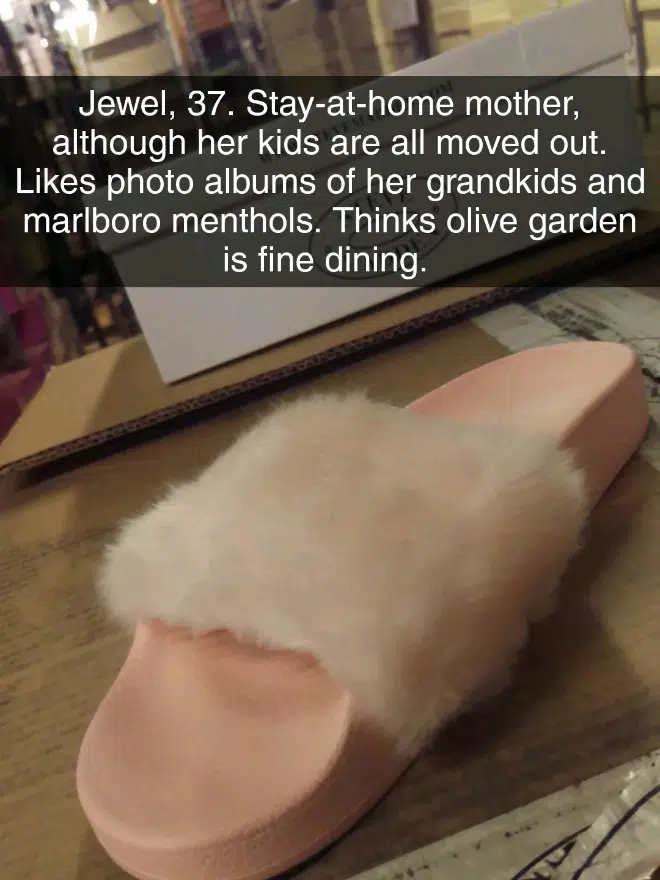 Jewel, 37. Stay-at-home mother,
although her kids are all moved out.
Likes photo albums of her grandkids and
marlboro menthols. Thinks olive garden
is fine dining.